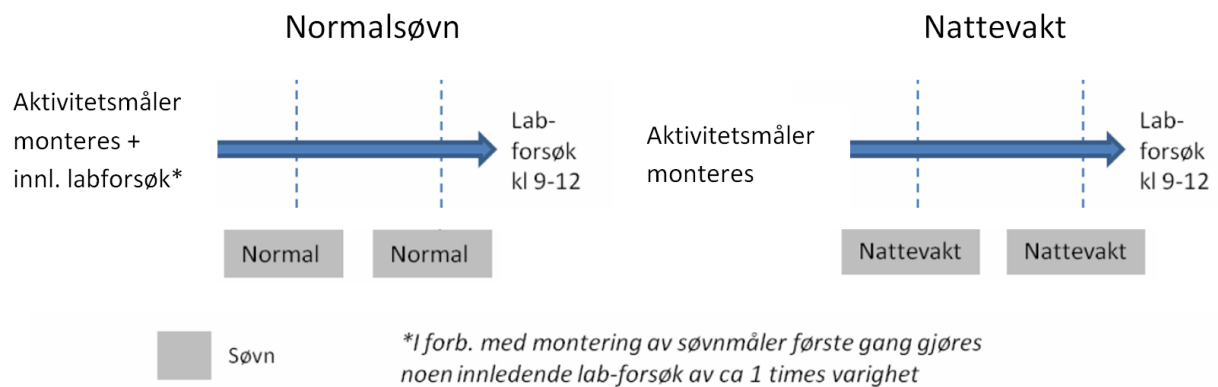 Normalsøvn
Aktivitetsmåler
monteres +
innl. labforsøk*
Lab-
forsøk
kl 9-12
Normal
Normal
Nattevakt
Aktivitetsmåler
monteres
Lab-
forsøk
kl 9-12
Nattevakt
Nattevakt
Søvn
*I forb. med montering av søvnmåler første gang gjøres
noen innledende lab-forsøk av ca 1 times varighet